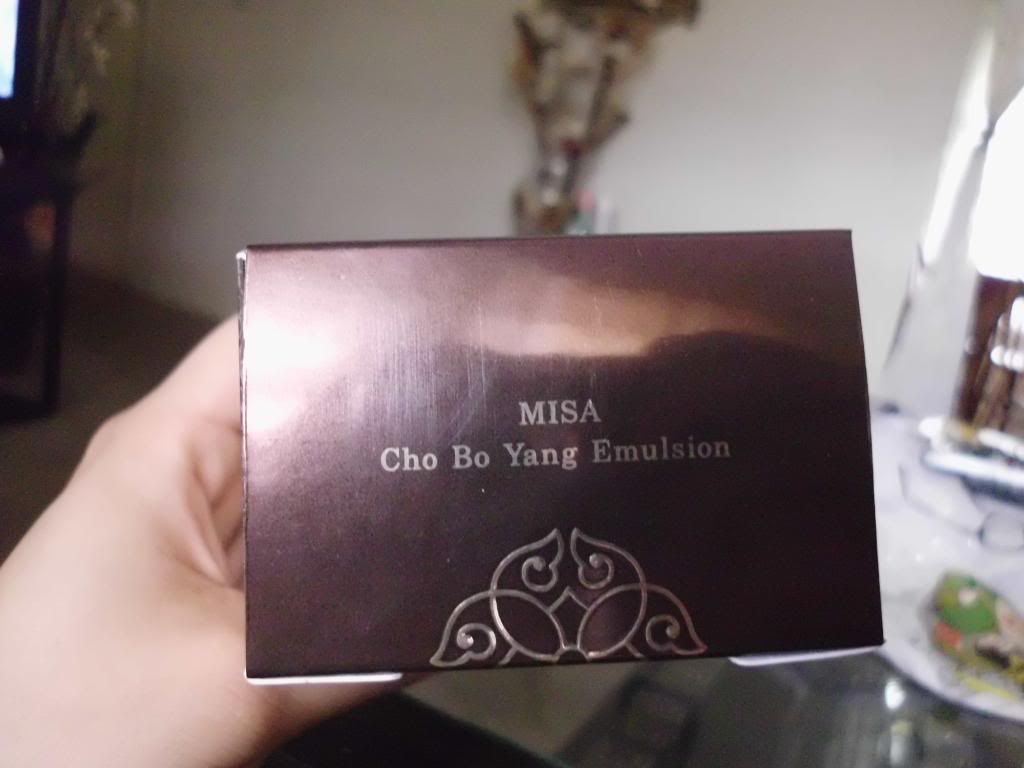 MISA
Cho Bo Yang Emulsion